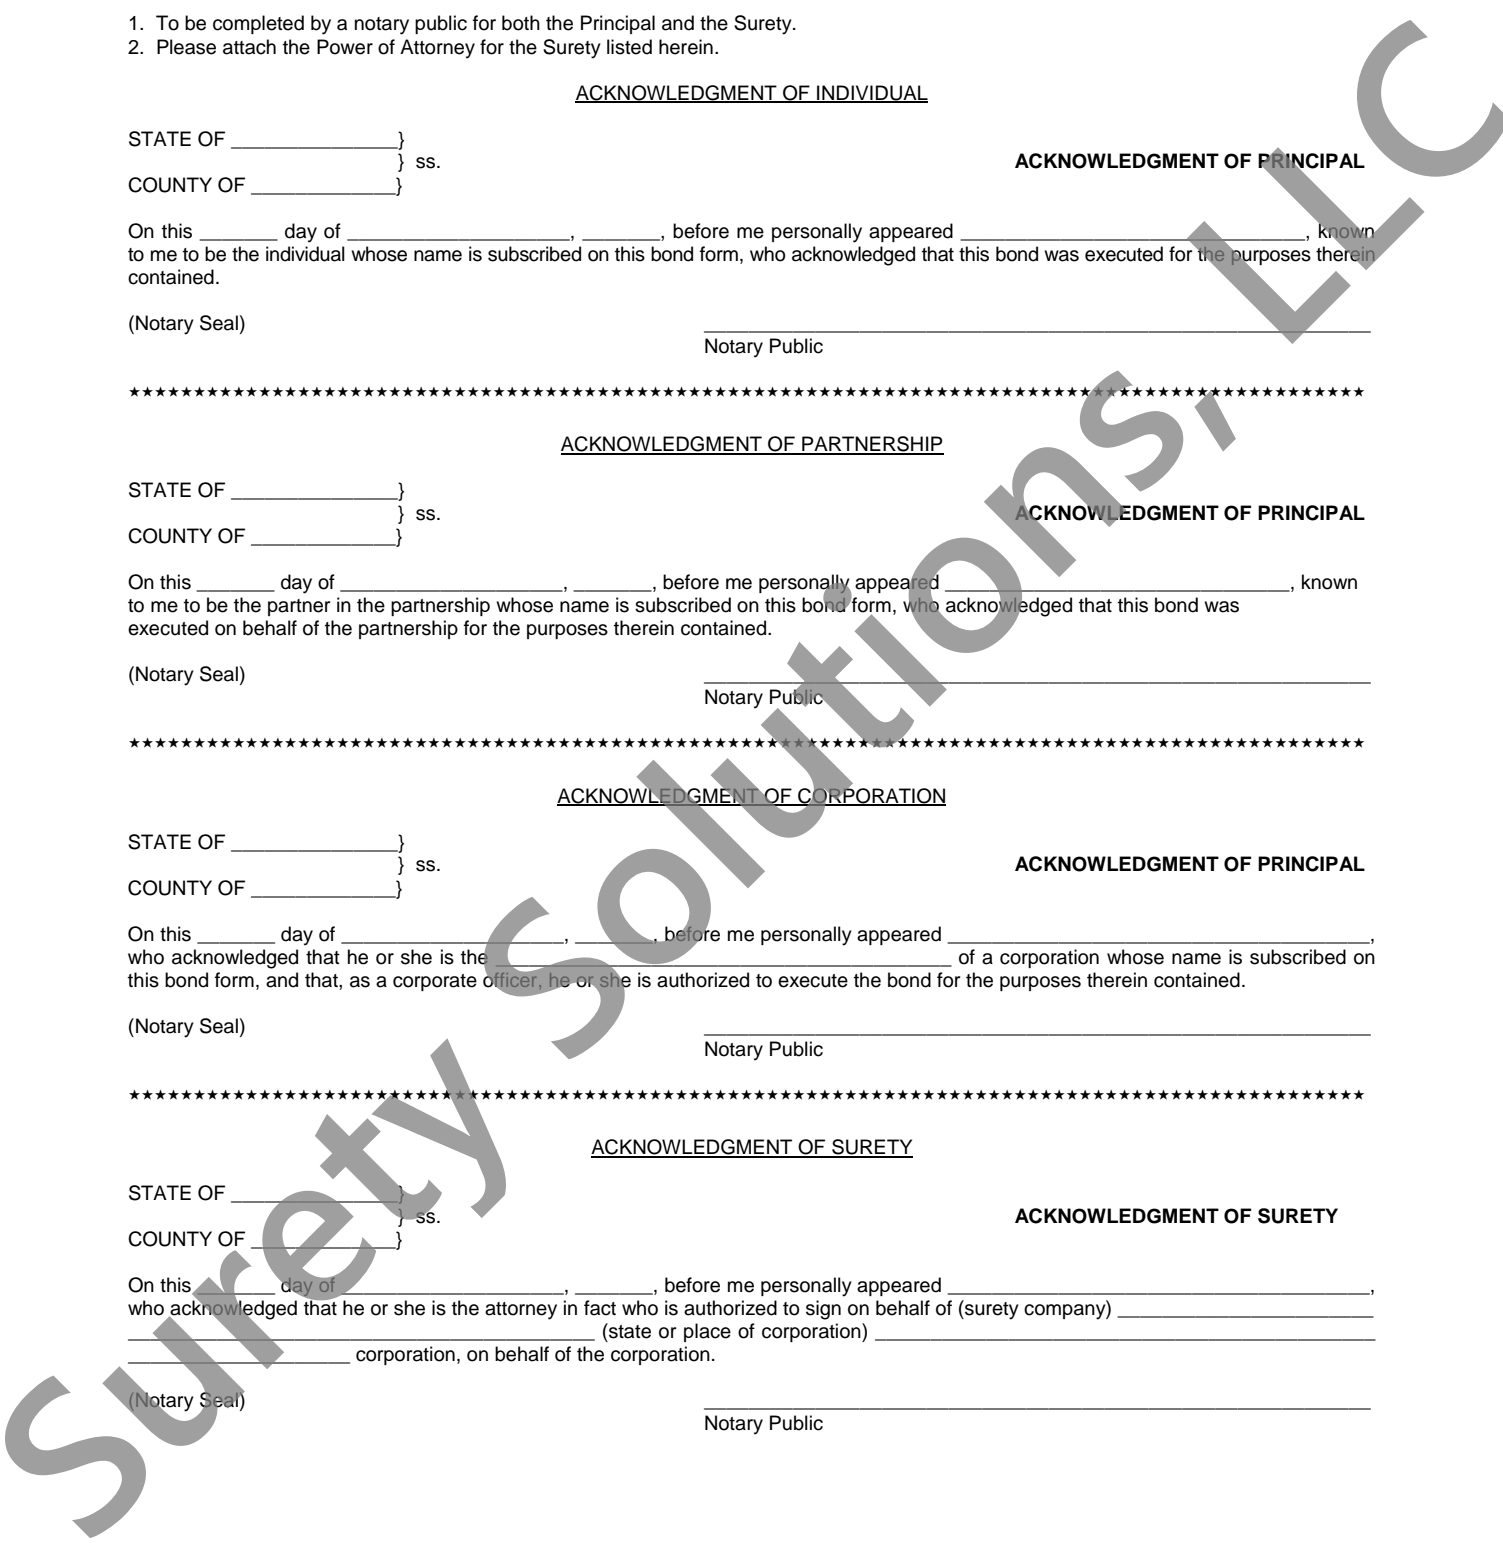 1. To be completed by a notary public for both the Principal and the Surety.
2. Please attach the Power of Attorney for the Surety listed herein.
ACKNOWLEDGMENT OF INDIVIDUAL
STATE OF _______________}
} ss. ACKNOWLEDGMENT OF PRINCIPAL
COUNTY OF _____________}
On this _______ day of ____________________, _______, before me personally appeared _______________________________, known
to me to be the individual whose name is subscribed on this bond form, who acknowledged that this bond was executed for the purposes therein
contained.
(Notary Seal) ____________________________________________________________
Notary Public
★★★★★★★★★★★★★★★★★★★★★★★★★★★★★★★★★★★★★★★★★★★★★★★★★★★★★★★★★★★★★★★★★★★★★★★★★★★★★★★★★★★★★★★★★★★★★★★
ACKNOWLEDGMENT OF PARTNERSHIP
STATE OF _______________}
} ss. ACKNOWLEDGMENT OF PRINCIPAL
COUNTY OF _____________}
On this _______ day of ____________________, _______, before me personally appeared _______________________________, known
to me to be the partner in the partnership whose name is subscribed on this bond form, who acknowledged that this bond was
executed on behalf of the partnership for the purposes therein contained.
(Notary Seal) ____________________________________________________________
Notary Public
★★★★★★★★★★★★★★★★★★★★★★★★★★★★★★★★★★★★★★★★★★★★★★★★★★★★★★★★★★★★★★★★★★★★★★★★★★★★★★★★★★★★★★★★★★★★★★★
ACKNOWLEDGMENT OF CORPORATION
STATE OF _______________}
} ss. ACKNOWLEDGMENT OF PRINCIPAL
COUNTY OF _____________}
On this _______ day of ____________________, _______, before me personally appeared ______________________________________,
who acknowledged that he or she is the _________________________________________ of a corporation whose name is subscribed on
this bond form, and that, as a corporate officer, he or she is authorized to execute the bond for the purposes therein contained.
(Notary Seal) ____________________________________________________________
Notary Public
★★★★★★★★★★★★★★★★★★★★★★★★★★★★★★★★★★★★★★★★★★★★★★★★★★★★★★★★★★★★★★★★★★★★★★★★★★★★★★★★★★★★★★★★★★★★★★★
ACKNOWLEDGMENT OF SURETY
STATE OF _______________}
} ss. ACKNOWLEDGMENT OF SURETY
COUNTY OF _____________}
On this _______ day of ____________________, _______, before me personally appeared ______________________________________,
who acknowledged that he or she is the attorney in fact who is authorized to sign on behalf of (surety company) _______________________
__________________________________________ (state or place of corporation) _____________________________________________
____________________ corporation, on behalf of the corporation.
(Notary Seal) ____________________________________________________________
Notary Public
Surety Solutions, LLC